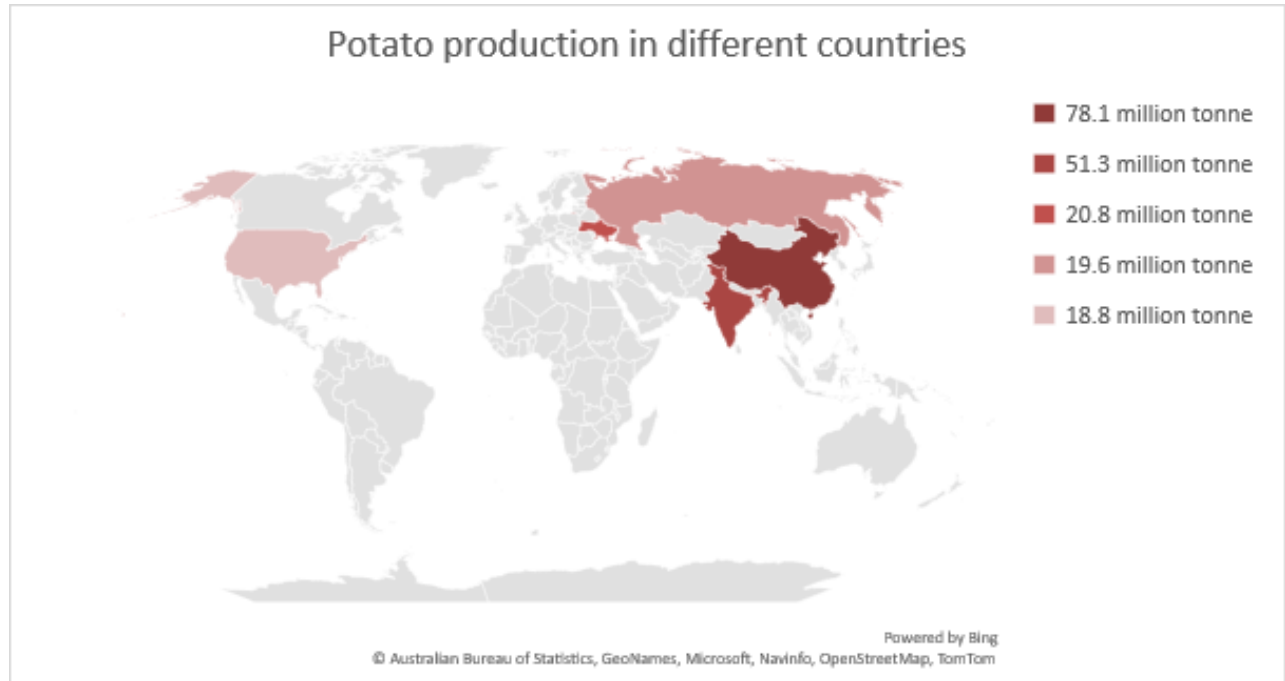 Potato production in different countries
78.1 million tonne
51.3 million tonne
20.8 million tonne
19.6 million tonne
18.8 million tonne
Powered by Bing
© Australian Bureau of Statistics, GeoNames, Microsoft, Navinfo, OpenStreetMap, TomTom